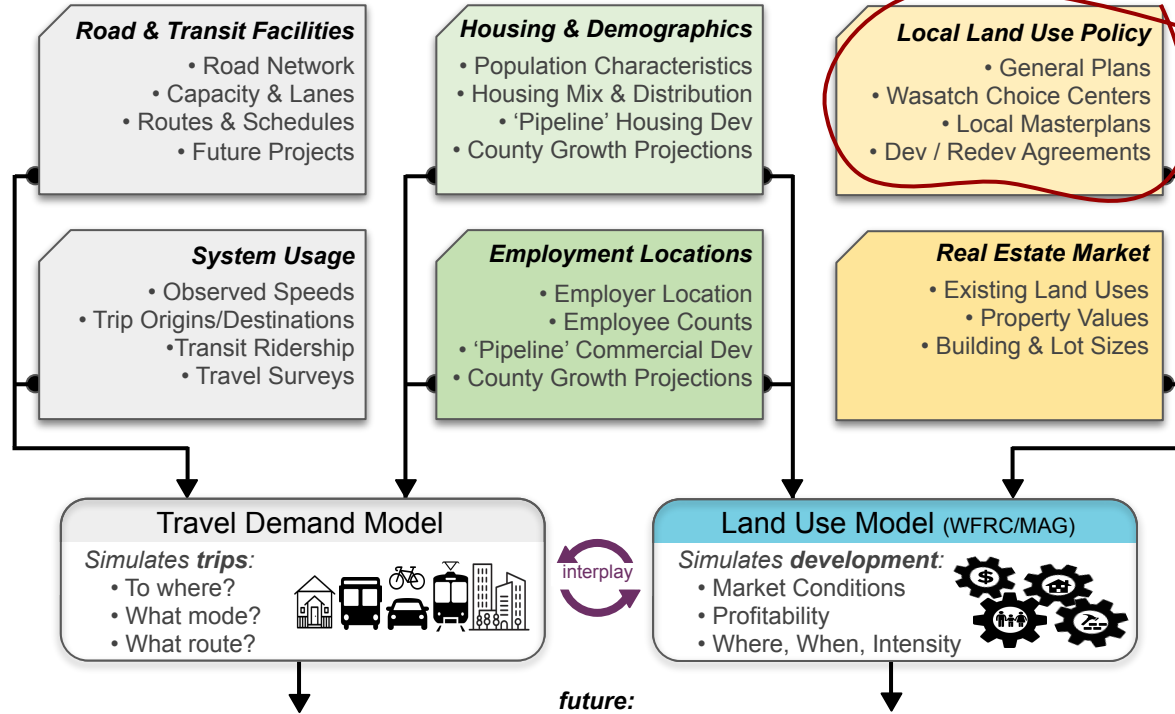 Road & Transit Facilities
• Road Network
• Capacity & Lanes
• Routes & Schedules
• Future Projects
Housing & Demographics
• Population Characteristics
• Housing Mix & Distribution
• ‘Pipeline’ Housing Dev
• County Growth Projections
Local Land Use Policy
• General Plans
• Wasatch Choice Centers
• Local Masterplans
• Dev / Redev Agreements
System Usage
• Observed Speeds
• Trip Origins/Destinations
•Transit Ridership
• Travel Surveys
Employment Locations
• Employer Location
• Employee Counts
• ‘Pipeline’ Commercial Dev
• County Growth Projections
Real Estate Market
• Existing Land Uses
• Property Values
• Building & Lot Sizes
Travel Demand Model
Simulates trips:
• To where?
• What mode?
• What route?
interplay
Land Use Model (WFRC/MAG)
Simulates development:
• Market Conditions
• Profitability
• Where, When, Intensity
$
future: